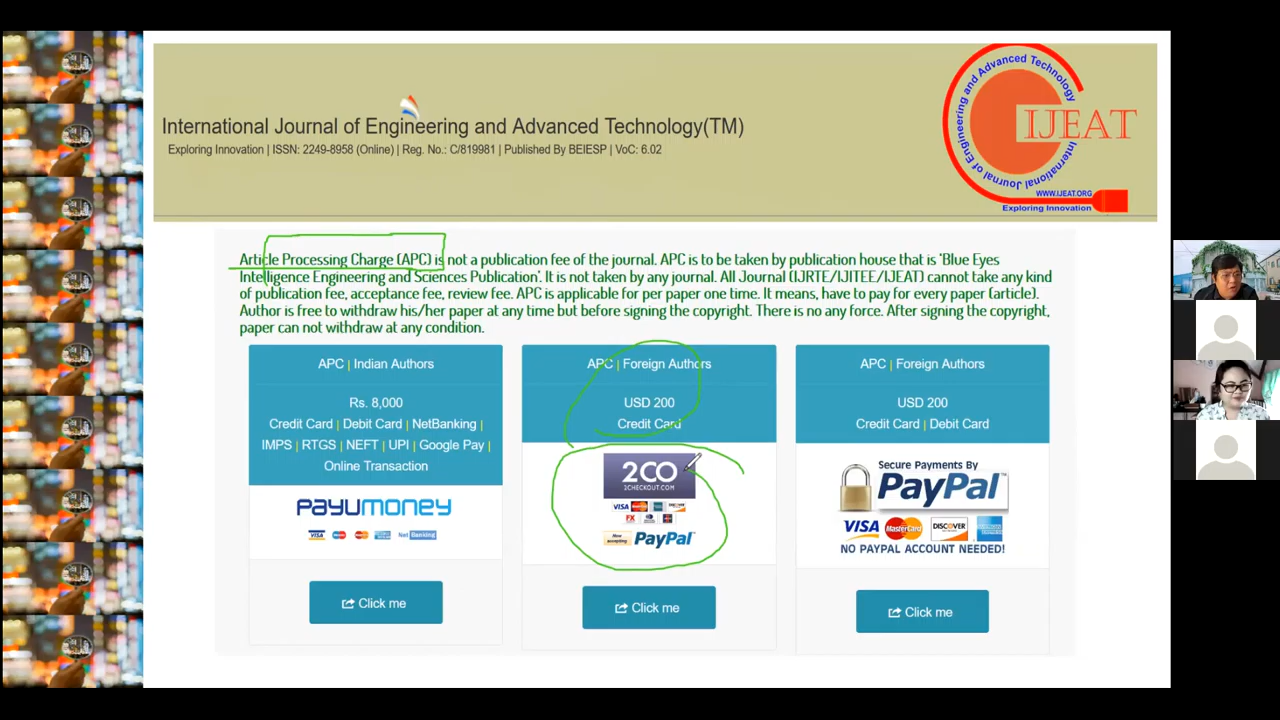 International Journal of Engineering and Advanced Technology(TM)
Exploring Innovation | ISSN: 2249-8958 (Online) | Reg. No.: C/819981 | Published By BEIESP | VoC: 6.02
International Journal of Engineering and Advanced Technology
IJEAT
WWW.IJEAT.ORG
Exploring Innovation
Article Processing Charge (APC) is not a publication fee of the journal. APC is to be taken by publication house that is 'Blue Eyes
Intelligence Engineering and Sciences Publication'. It is not taken by any journal. All Journal (IJRTE/IJITEE/IJEAT) cannot take any kind
of publication fee, acceptance fee, review fee. APC is applicable for per paper one time. It means, have to pay for every paper (article).
Author is free to withdraw his/her paper at any time but before signing the copyright. There is no any force. After signing the copyright,
paper can not withdraw at any condition.
APC | Indian Authors
Rs. 8,000
Credit Card | Debit Card | NetBanking |
IMPS | RTGS | NEFT | UPI | Google Pay |
Online Transaction
PAYUMONEY
VISA Net Banking
Click me
APC | Foreign Authors
USD 200
Credit Card
2CO
2CHECKOUT.COM
VISA DISCOVER
Now accepting PayPal
Click me
APC | Foreign Authors
USD 200
Credit Card | Debit Card
SECURE PAYMENTS BY
PayPal™
VISA MasterCard DISCOVER
NO PAYPAL ACCOUNT NEEDED!
Click me